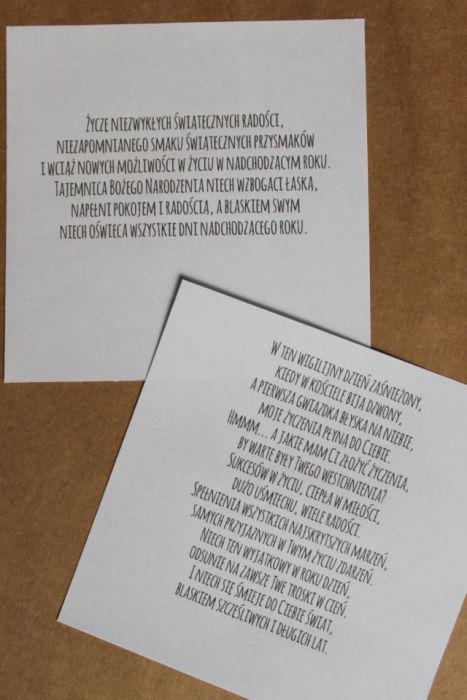 ŻYCZĘ NIEZWYKŁYCH ŚWIĄTECZNYCH RADOŚCI,
NIEZAPOMNIANEGO SMAKU ŚWIĄTECZNYCH PRZYSMAKÓW
I WCIĄŻ NOWYCH MOŻLIWOŚCI W ŻYCIU W NADCHODZĄCYM ROKU.
TAJEMNICA BOŻEGO NARODZENIA NIECH WZBOGACI ŁASKĄ,
NAPEŁNI POKOJEM I RADOŚCIĄ, A BLASKIEM SWYM
NIECH OŚWIECA WSZYSTKIE DNI NADCHODZĄCEGO ROKU.
W TEN WIGILIJNY DZIEŃ ZAŚNIEŻONY,
KIEDY W KOŚCIELE BIJĄ DZWONY,
A PIERWSZA GWIAZDKA BŁYSKA NA NIEBIE,
MOJE ŻYCZENIA PŁYNĄ DO CIEBIE.
HMMM... A JAKIE MAM CI ZŁOŻYĆ ŻYCZENIA,
BY WARTE BYŁY TWEGO WESTCHNIENIA?
SUKCESÓW W ŻYCIU, CIEPŁA W MIŁOŚCI,
DUŻO UŚMIECHU, WIELE RADOŚCI.
SPEŁNIENIA WSZYSTKICH NAJSKRYTSZYCH MARZEŃ,
SAMYCH PRZYJAZNYCH W TWYM ŻYCIU ZDARZEŃ.
NIECH TEN WYJĄTKOWY W ROKU DZIEŃ,
ODSUNIE NA ZAWSZE TWE TROSKI W CIEŃ.
I NIECH SIĘ ŚMIEJE DO CIEBIE ŚWIAT,
BLASKIEM SZCZĘŚLIWYCH I DŁUGICH LAT.